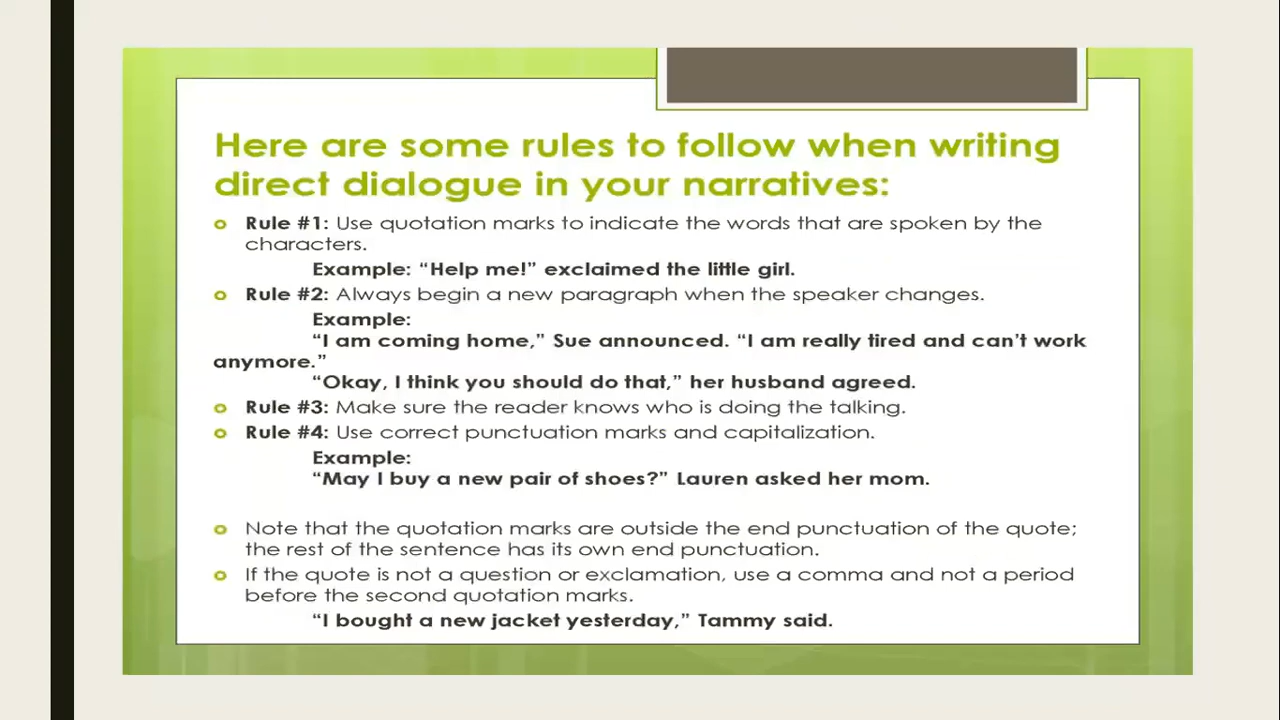 Here are some rules to follow when writing
direct dialogue in your narratives:
Rule #1: Use quotation marks to indicate the words that are spoken by the
characters.
Example: “Help me!” exclaimed the little girl.
Rule #2: Always begin a new paragraph when the speaker changes.
Example:
“I am coming home,” Sue announced. “I am really tired and can’t work
anymore.”
“Okay, I think you should do that,” her husband agreed.
Rule #3: Make sure the reader knows who is doing the talking.
Rule #4: Use correct punctuation marks and capitalization.
Example:
“May I buy a new pair of shoes?” Lauren asked her mom.
Note that the quotation marks are outside the end punctuation of the quote;
the rest of the sentence has its own end punctuation.
If the quote is not a question or exclamation, use a comma and not a period
before the second quotation marks.
“I bought a new jacket yesterday,” Tammy said.